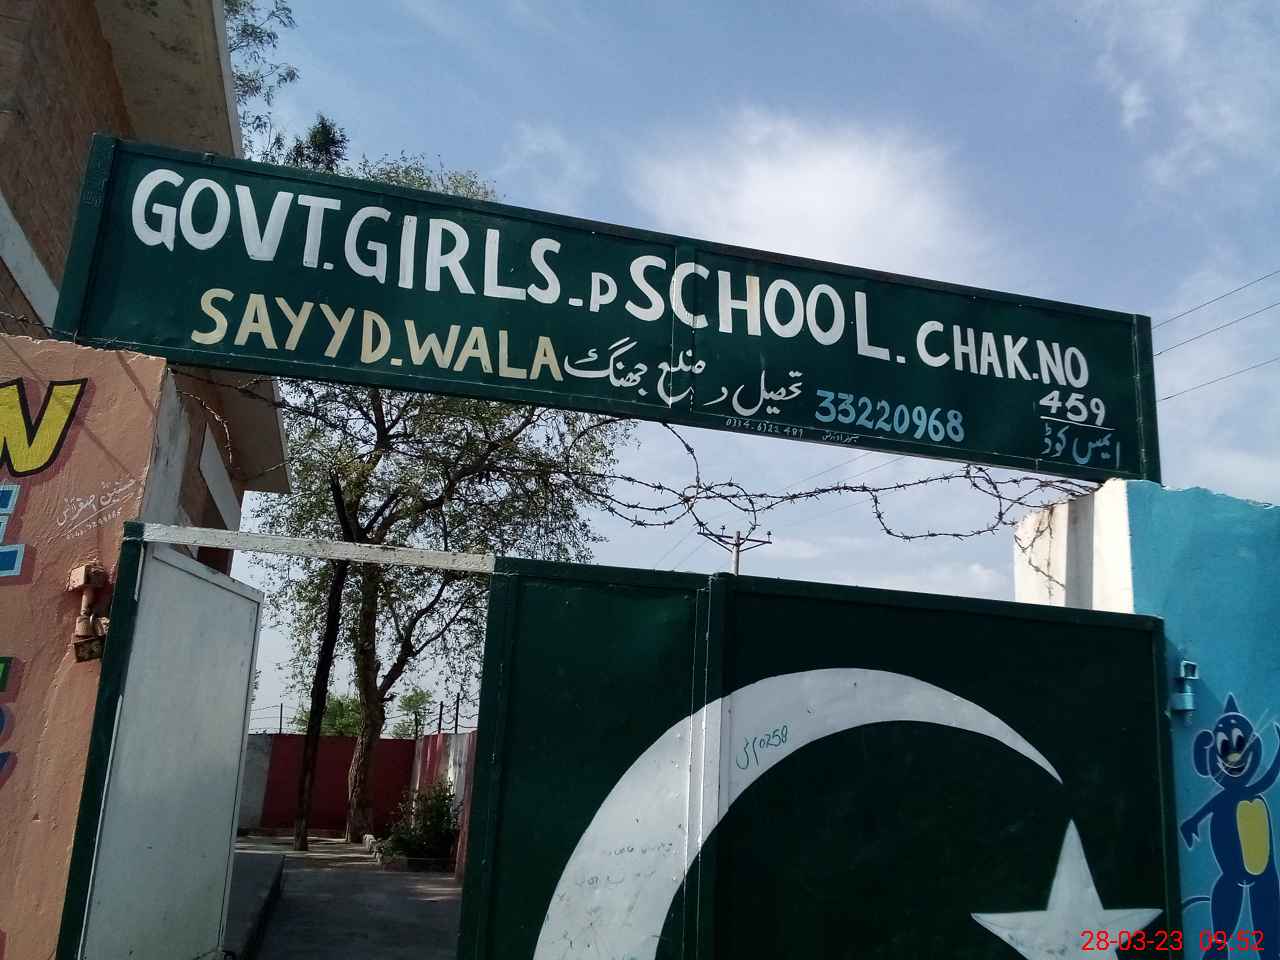 GOVT. GIRLS - P SCHOOL. CHAK. NO
459
SAYYD. WALA
تحصیل و ضلع جھنگ
33220968
ایمس کوڈ
N
0258
28-03-23 09:52